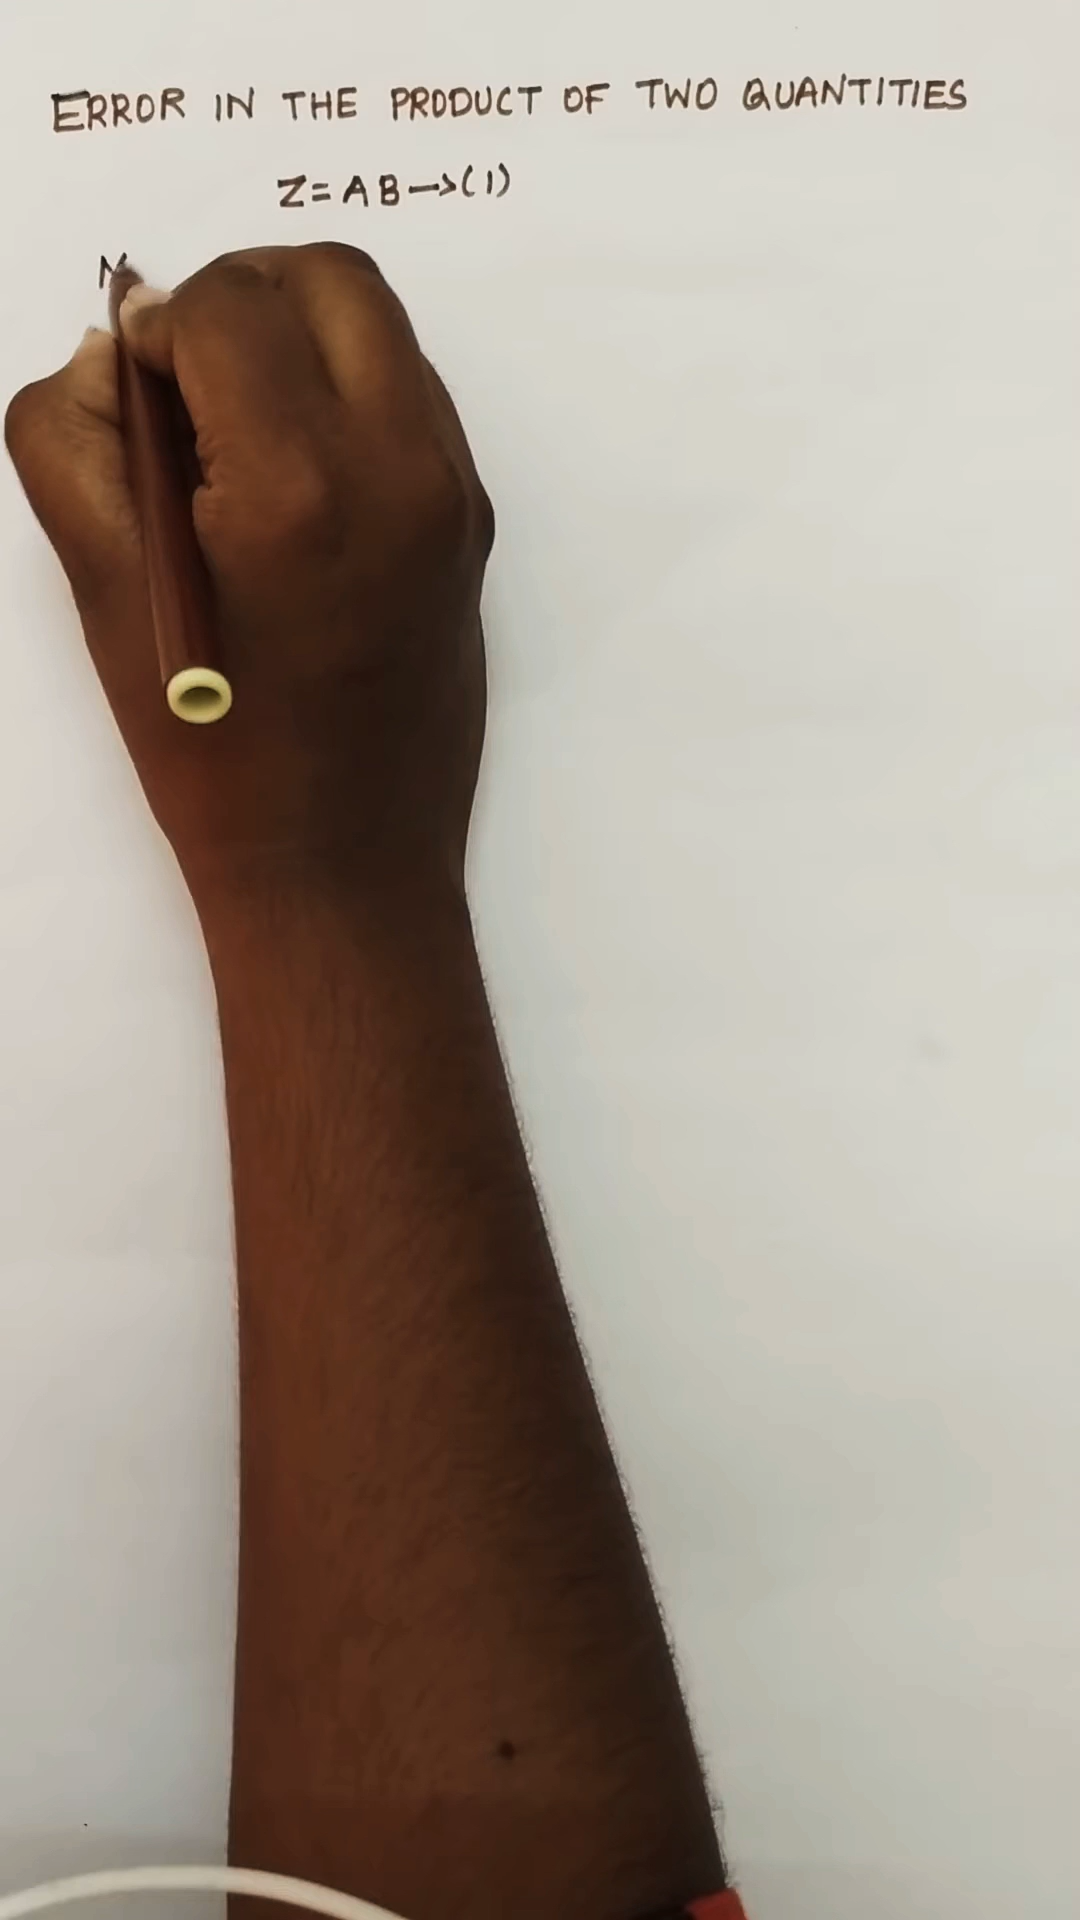 ERROR IN THE PRODUCT OF TWO QUANTITIES
Z=AB→(1)